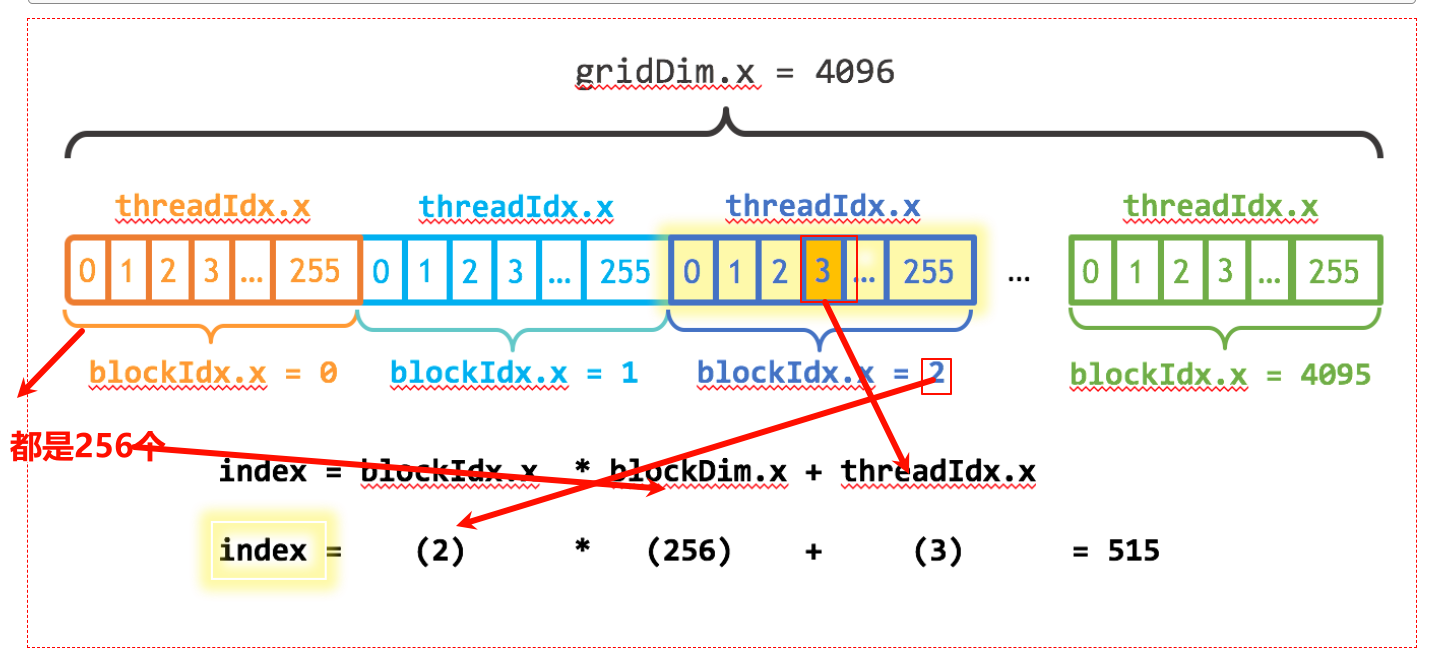 gridDim.x = 4096
threadIdx.x threadIdx.x threadIdx.x threadIdx.x
0 1 2 3 ... 255 0 1 2 3 ... 255 0 1 2 3 ... 255 ... 0 1 2 3 ... 255
blockIdx.x = 0 blockIdx.x = 1 blockIdx.x = 2 blockIdx.x = 4095
都是256个
index = blockIdx.x * blockDim.x + threadIdx.x
index = (2) * (256) + (3) = 515